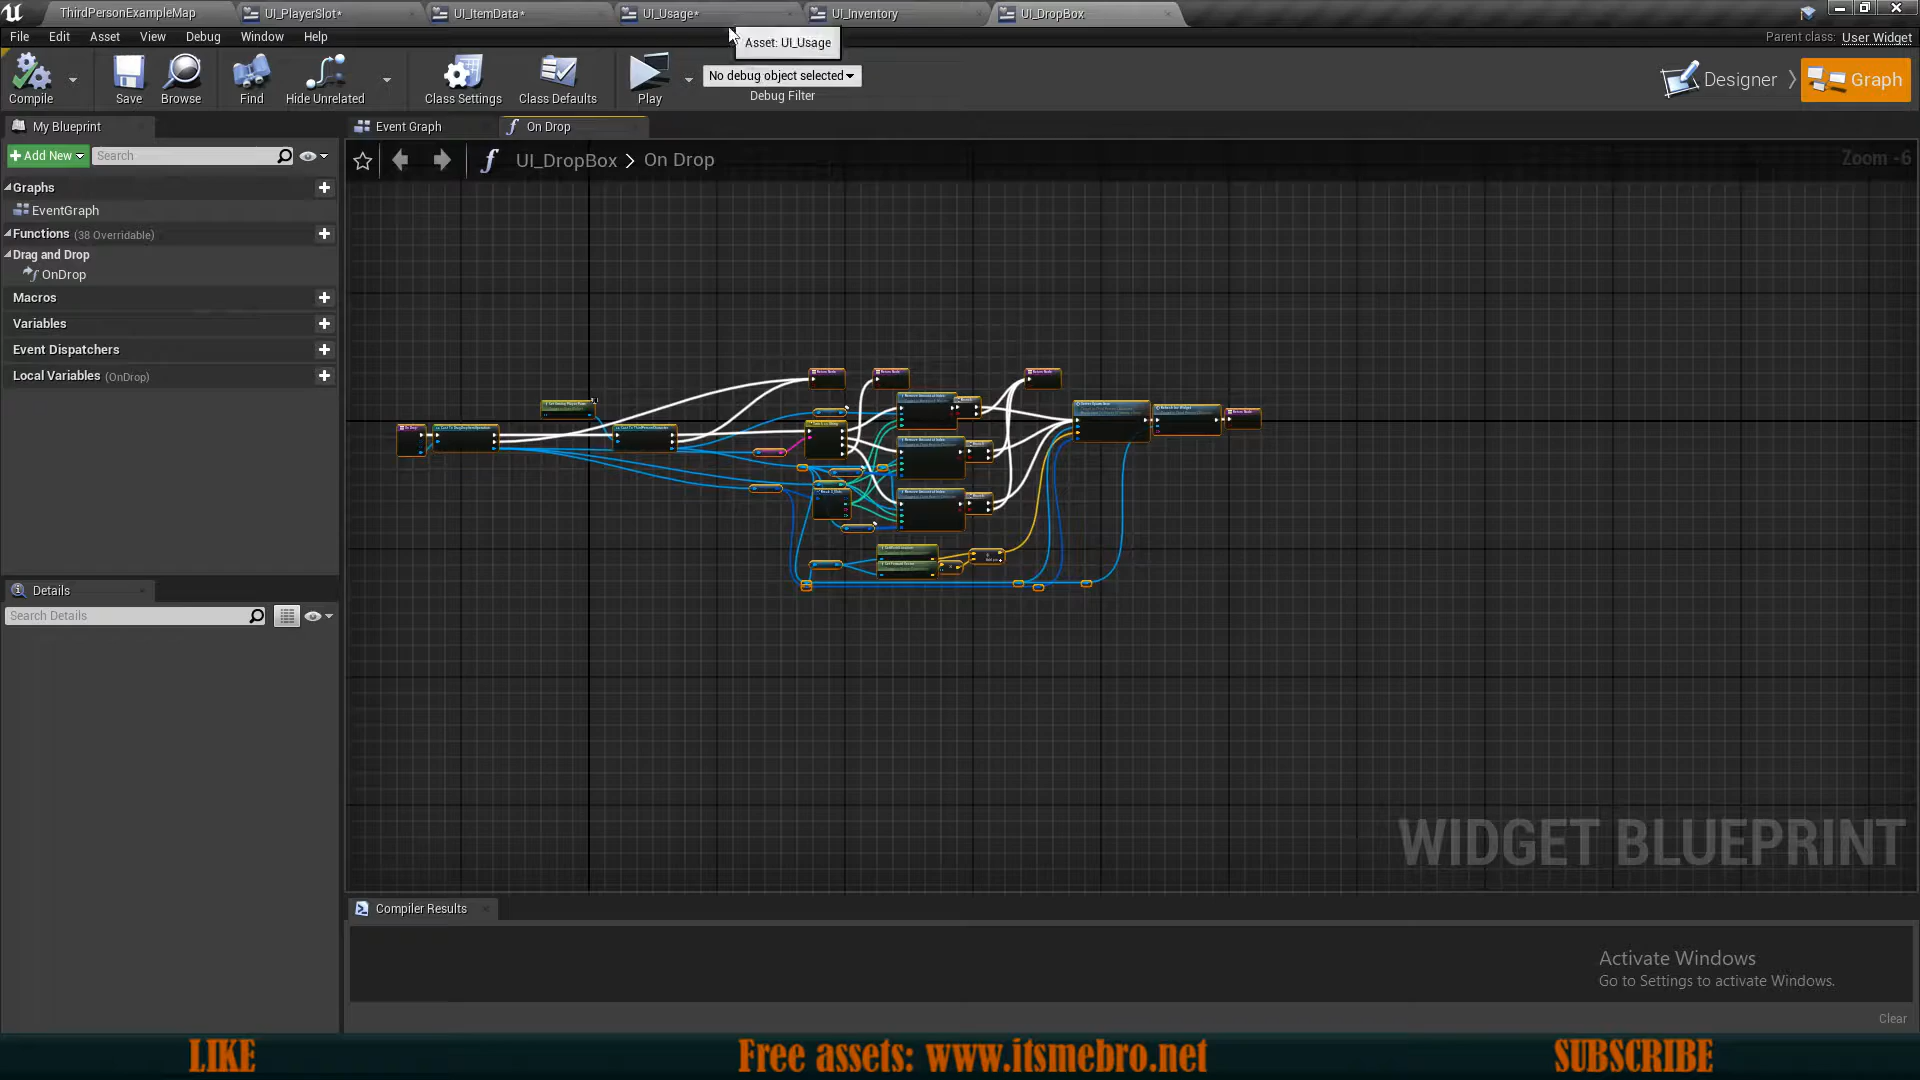 ThirdPersonExampleMap
UI_PlayerSlot*
UI_ItemData*
UI_Usage*
UI_Inventory
UI_DropBox
File
Edit
Asset
View
Debug
Window
Help
Asset: UI_Usage
Parent class: User Widget
Compile
Save
Browse
Find
Hide Unrelated
Class Settings
Class Defaults
Play
No debug object selected
Debug Filter
Designer
Graph
My Blueprint
Event Graph
On Drop
Add New
Search
UI_DropBox > On Drop
Zoom -6
Graphs
EventGraph
Functions (38 Overridable)
Drag and Drop
OnDrop
Macros
Variables
Event Dispatchers
Local Variables (OnDrop)
Details
Search Details
WIDGET BLUEPRINT
Compiler Results
Activate Windows
Go to Settings to activate Windows.
Clear
LIKE
Free assets: www.itsmebro.net
SUBSCRIBE